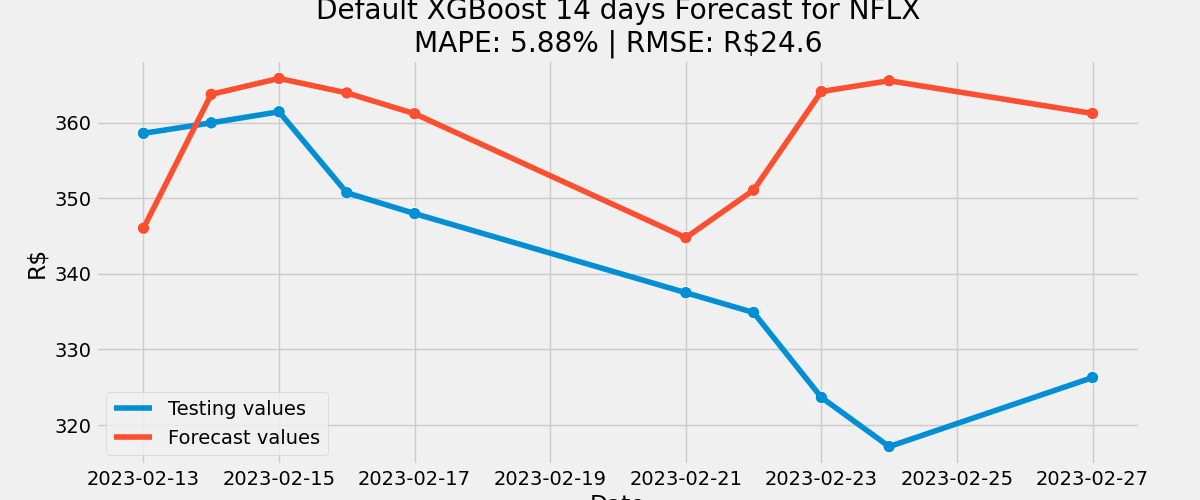 Default XGBoost 14 days Forecast for NFLX
MAPE: 5.88% | RMSE: R$24.6
R$
360
350
340
330
320
Testing values
Forecast values
2023-02-13 2023-02-15 2023-02-17 2023-02-19 2023-02-21 2023-02-23 2023-02-25 2023-02-27
Date